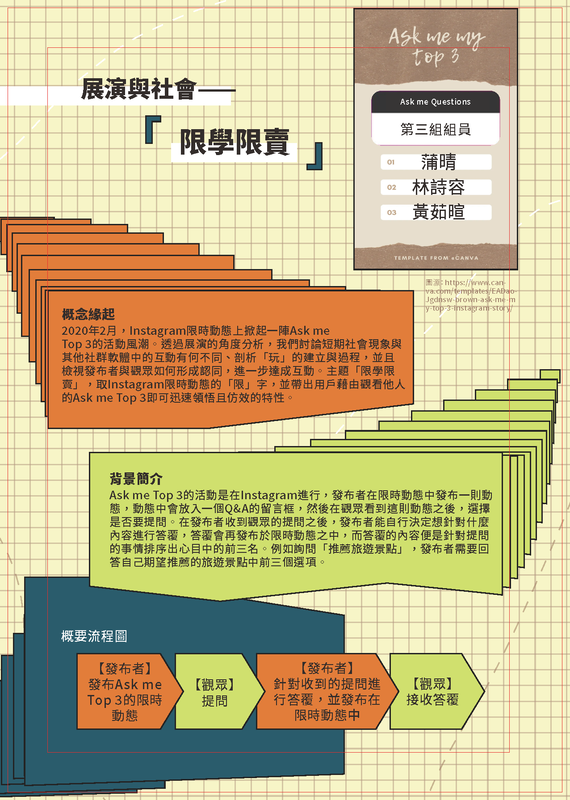 展演與社會——
「限學限賣」
Ask me my
top 3
Ask me Questions
第三組組員
01 蒲晴
02 林詩容
03 黃茹暄
TEMPLATE FROM @CANVA
圖源：https://www.can-
va.com/templates/EADao-
Jgdnsw-brown-ask-me-m
y-top-3-instagram-story/
概念緣起
2020年2月，Instagram限時動態上掀起一陣Ask me
Top 3的活動風潮。透過展演的角度分析，我們討論短期社會現象與
其他社群軟體中的互動有何不同、剖析「玩」的建立與過程，並且
檢視發布者與觀眾如何形成認同，進一步達成互動。主題「限學限
賣」，取Instagram限時動態的「限」字，並帶出用戶藉由觀看他人
的Ask me Top 3即可迅速領悟且仿效的特性。
背景簡介
Ask me Top 3的活動是在Instagram進行，發布者在限時動態中發布一則動
態，動態中會放入一個Q&A的留言框，然後在觀眾看到這則動態之後，選擇
是否要提問。在發布者收到觀眾的提問之後，發布者能自行決定想針對什麼
內容進行答覆，答覆會再發布於限時動態之中，而答覆的內容便是針對提問
的事情排序出心目中的前三名。例如詢問「推薦旅遊景點」，發布者需要回
答自己期望推薦的旅遊景點中前三個選項。
概要流程圖
【發布者】
發布Ask me
Top 3的限時
動態
【觀眾】
提問
【發布者】
針對收到的提問進
行答覆，並發布在
限時動態中
【觀眾】
接收答覆